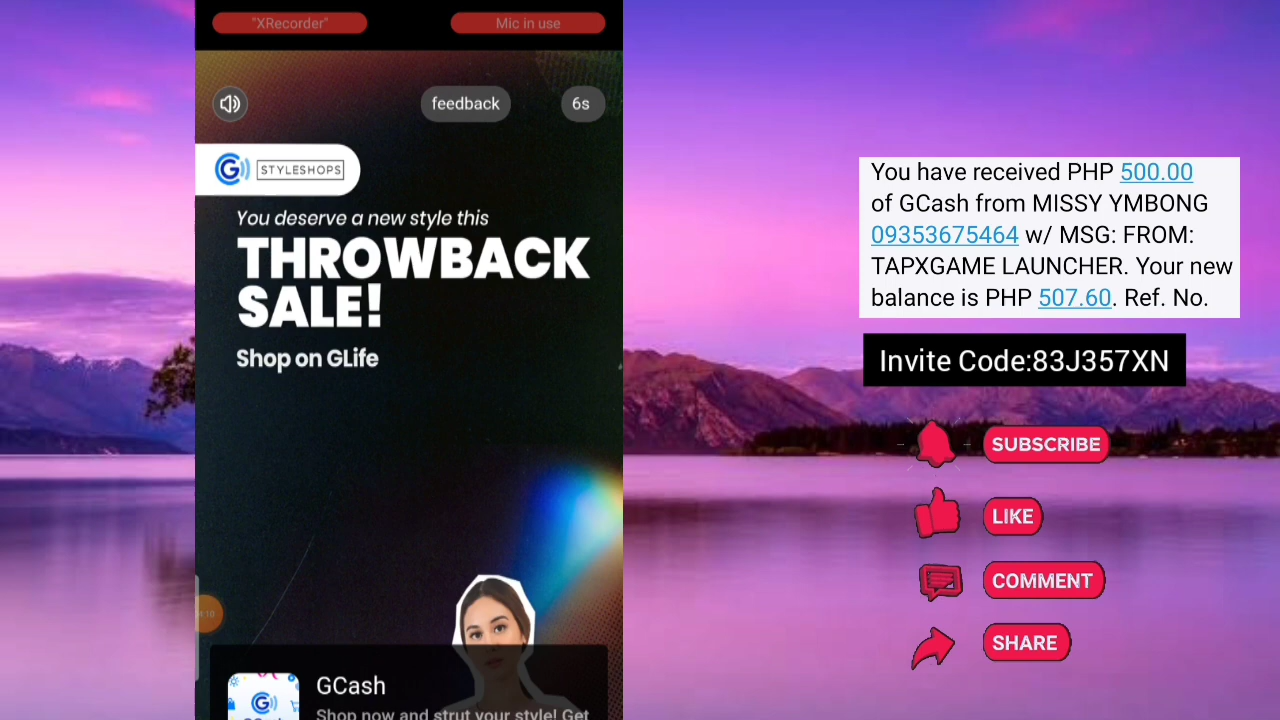 "XRecorder"
Mic in use
feedback
6s
G STYLESHOPS
You deserve a new style this
THROWBACK
SALE!
Shop on GLife
4:10
GCash
Shop now and strut your style! Get
You have received PHP 500.00
of GCash from MISSY YMBONG
09353675464 w/ MSG: FROM:
TAPXGAME LAUNCHER. Your new
balance is PHP 507.60. Ref. No.
Invite Code:83J357XN
SUBSCRIBE
LIKE
COMMENT
SHARE